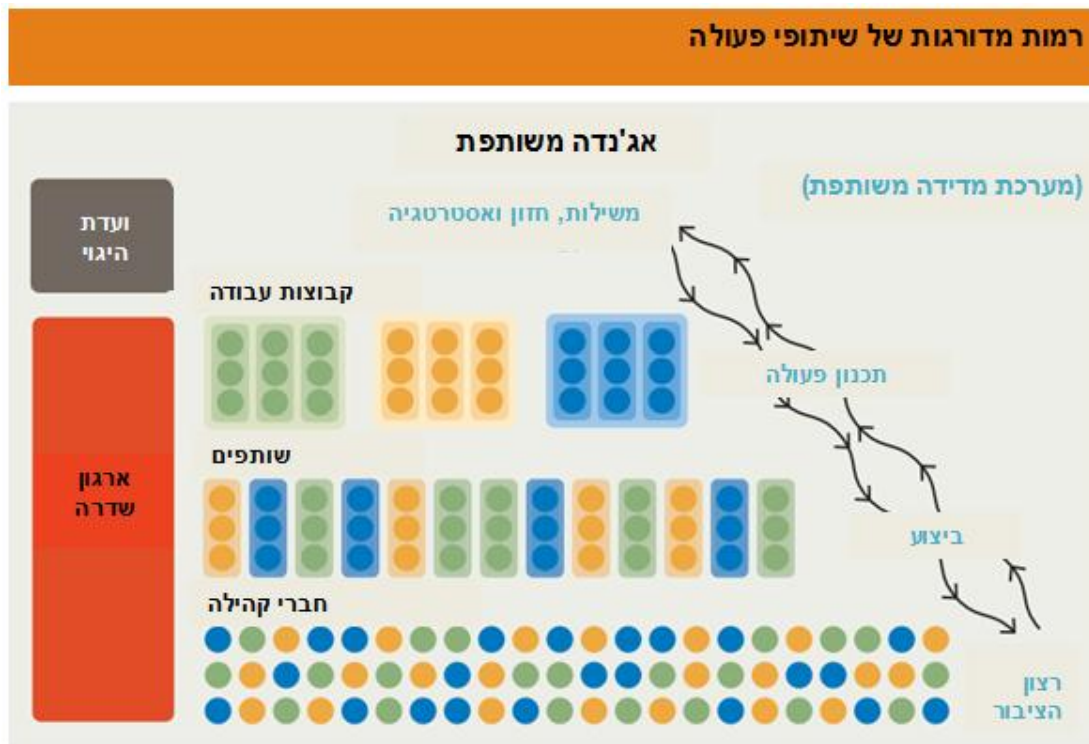 רמות מדורגות של שיתופי פעולה
אג'נדה משותפת
(מערכת מדידה משותפת)
משילות, חזון ואסטרטגיה
ועדת
היגוי
קבוצות עבודה
תכנון פעולה
שותפים
ארגון
שדרה
ביצוע
חברי קהילה
רצון
הציבור